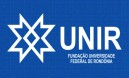 UNIR
FUNDAÇÃO UNIVERSIDADE
FEDERAL DE RONDÔNIA